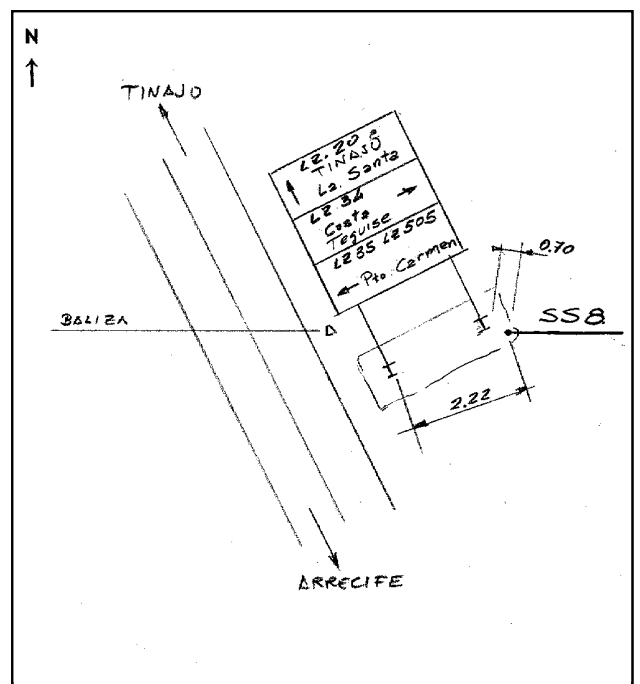 N
TINAJO
LZ.20
TINAJO
La. Santa
LZ 34
Costa
Teguise
LZ35 LZ505
Pto. Carmen
0.70
BALIZA
SS8
2.22
ARRECIFE